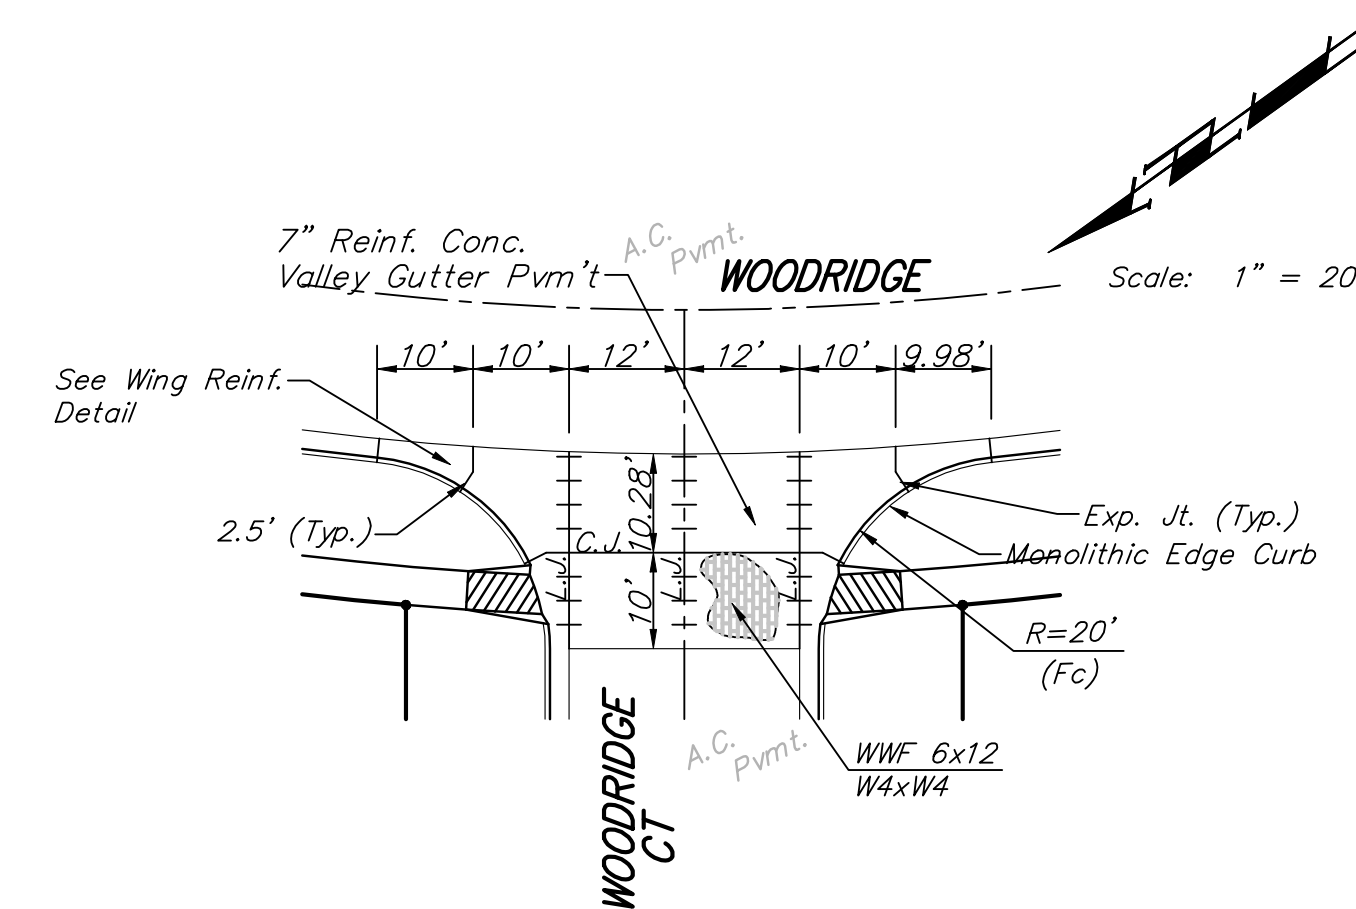 7” Reinf. Conc.
Valley Gutter Pvm't
A.C.
Pvmt.
WOODRIDGE
Scale: 1” = 20
10’
10’
12’
12’
10’
9.98’
See Wing Reinf.
Detail
2.5’ (Typ.)
10.28’
C.J.
Exp. Jt. (Typ.)
Monolithic Edge Curb
L.J.
10’
L.J.
L.J.
R=20’
(Fc)
WOODRIDGE
CT
A.C.
Pvmt.
WWF 6x12
W4xW4